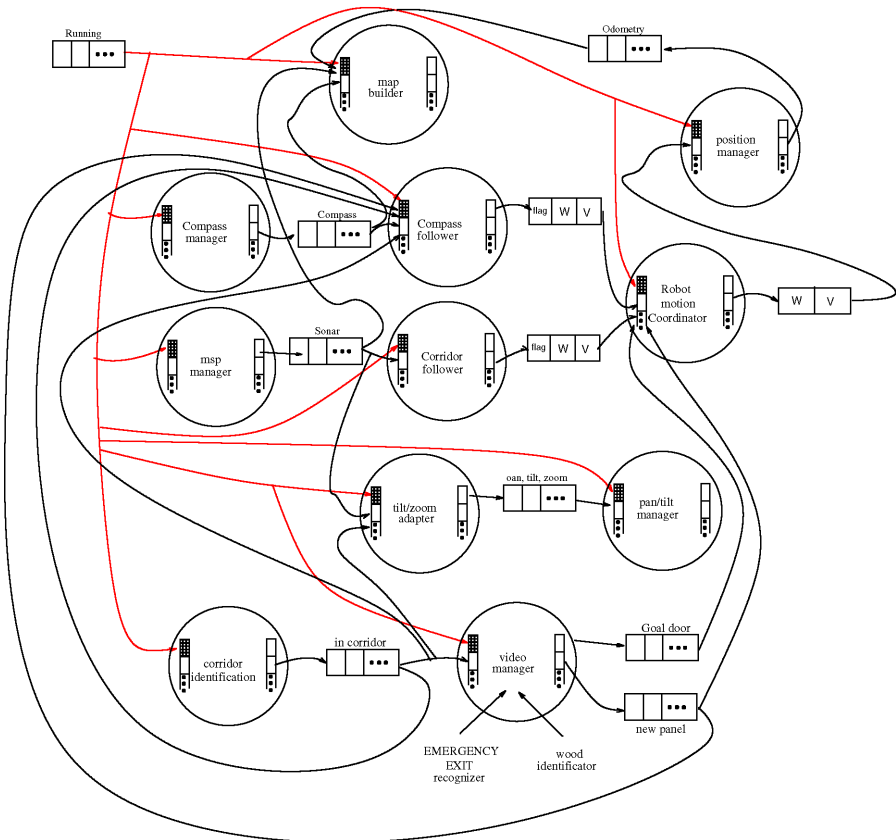 Running
Odometry
map
builder
position
manager
Compass
manager
Compass
Compass
follower
flag W V
Robot
motion
Coordinator
W V
msp
manager
Sonar
Corridor
follower
flag W V
tilt/zoom
adapter
oan, tilt, zoom
pan/tilt
manager
corridor
identification
in corridor
video
manager
Goal door
new panel
EMERGENCY
EXIT
recognizer
wood
identificator